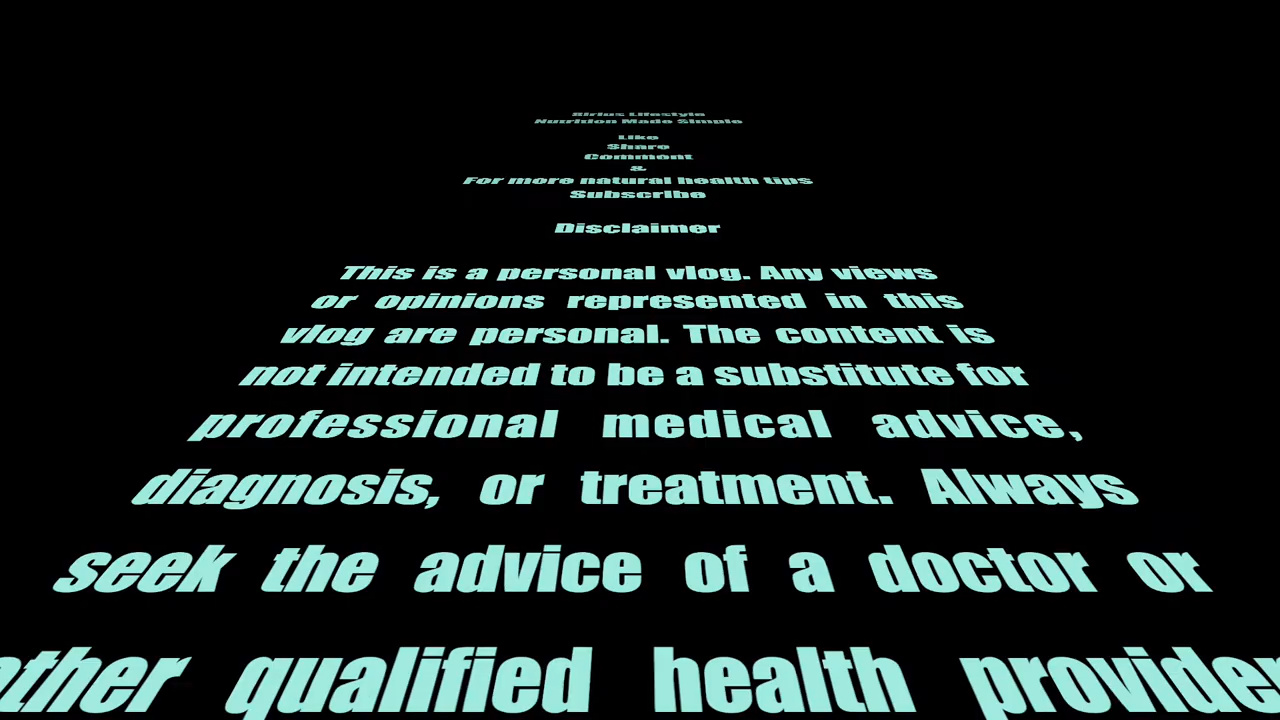 Sirius Lifestyle
Nutrition Made Simple
Like
Share
Comment
&
For more natural health tips
Subscribe
Disclaimer
This is a personal vlog. Any views
or opinions represented in this
vlog are personal. The content is
not intended to be a substitute for
professional medical advice,
diagnosis, or treatment. Always
seek the advice of a doctor or
other qualified health provider